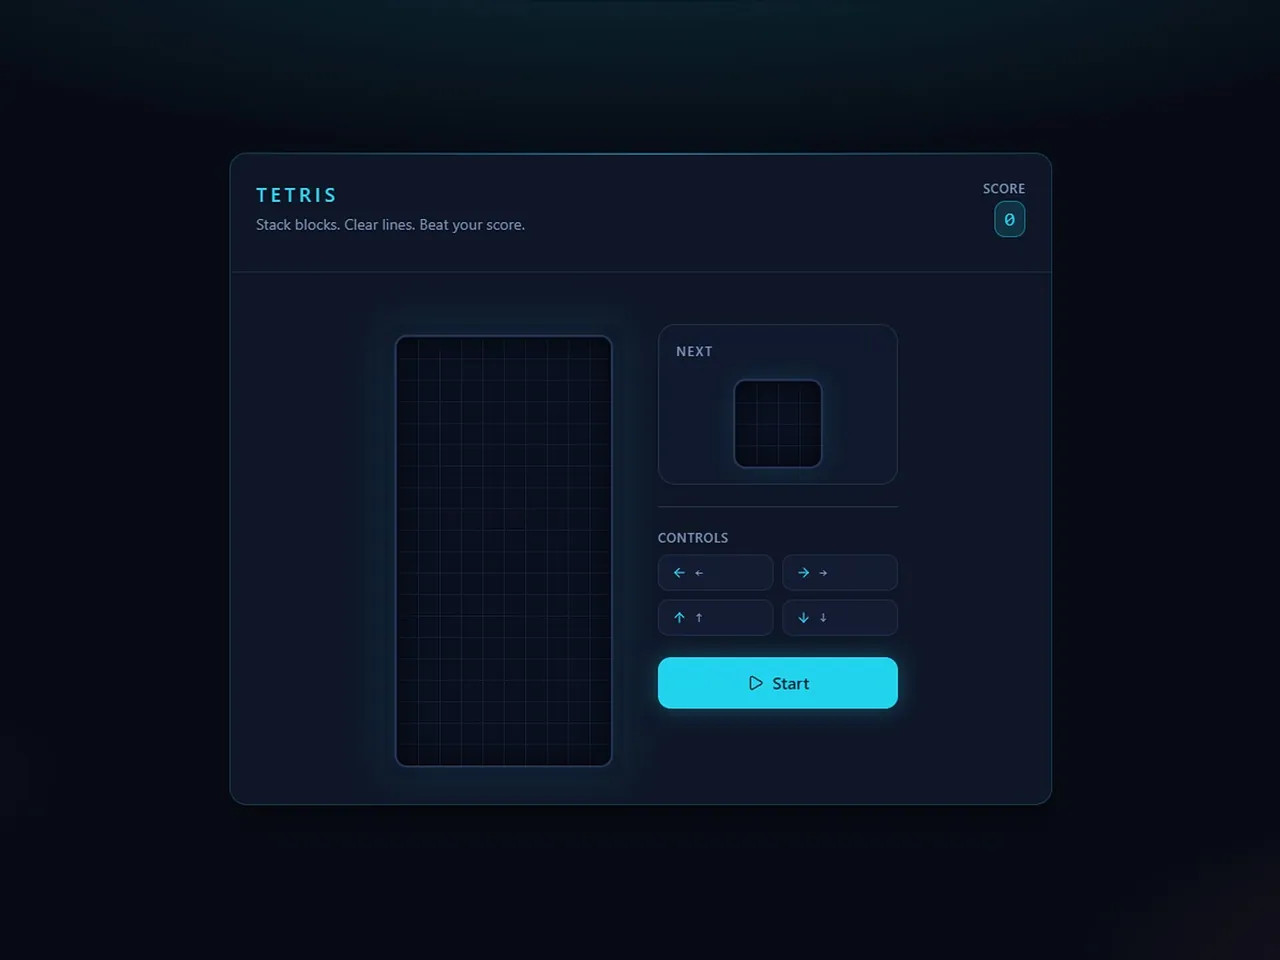 TETRIS
Stack blocks. Clear lines. Beat your score.
SCORE
0
NEXT
CONTROLS
← ←
→ →
↑ ↑
↓ ↓
Start